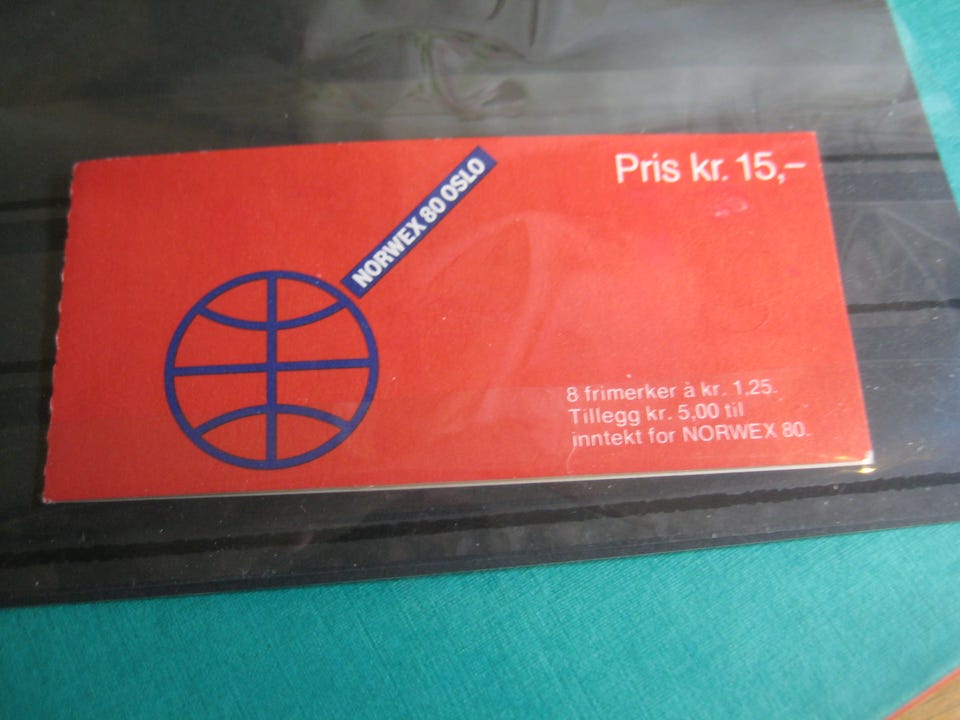 Pris kr. 15,–
NORWEX 80 OSLO
8 frimerker à kr. 1,25.
Tillegg kr. 5,00 til
inntekt for NORWEX 80.